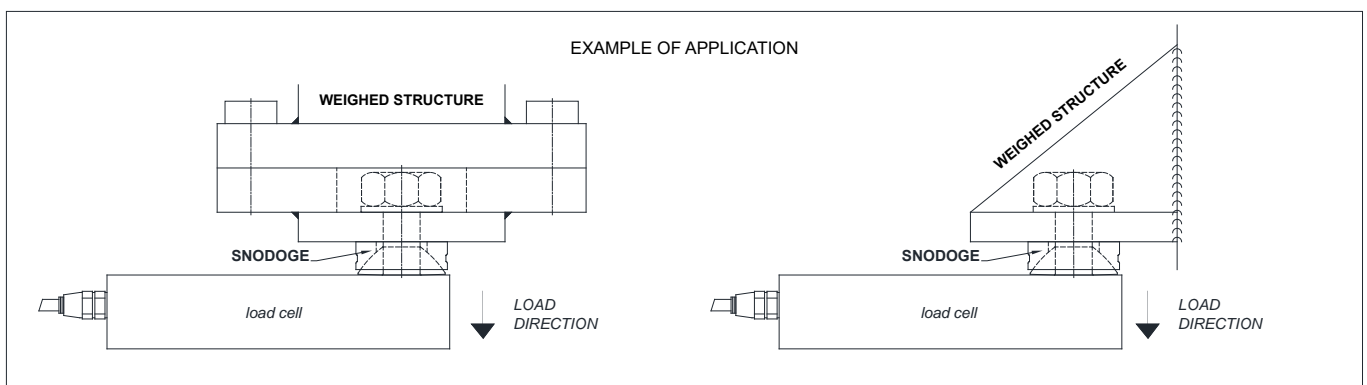 EXAMPLE OF APPLICATION
WEIGHED STRUCTURE
SNODOGE
load cell
LOAD
DIRECTION
WEIGHED STRUCTURE
SNODOGE
load cell
LOAD
DIRECTION